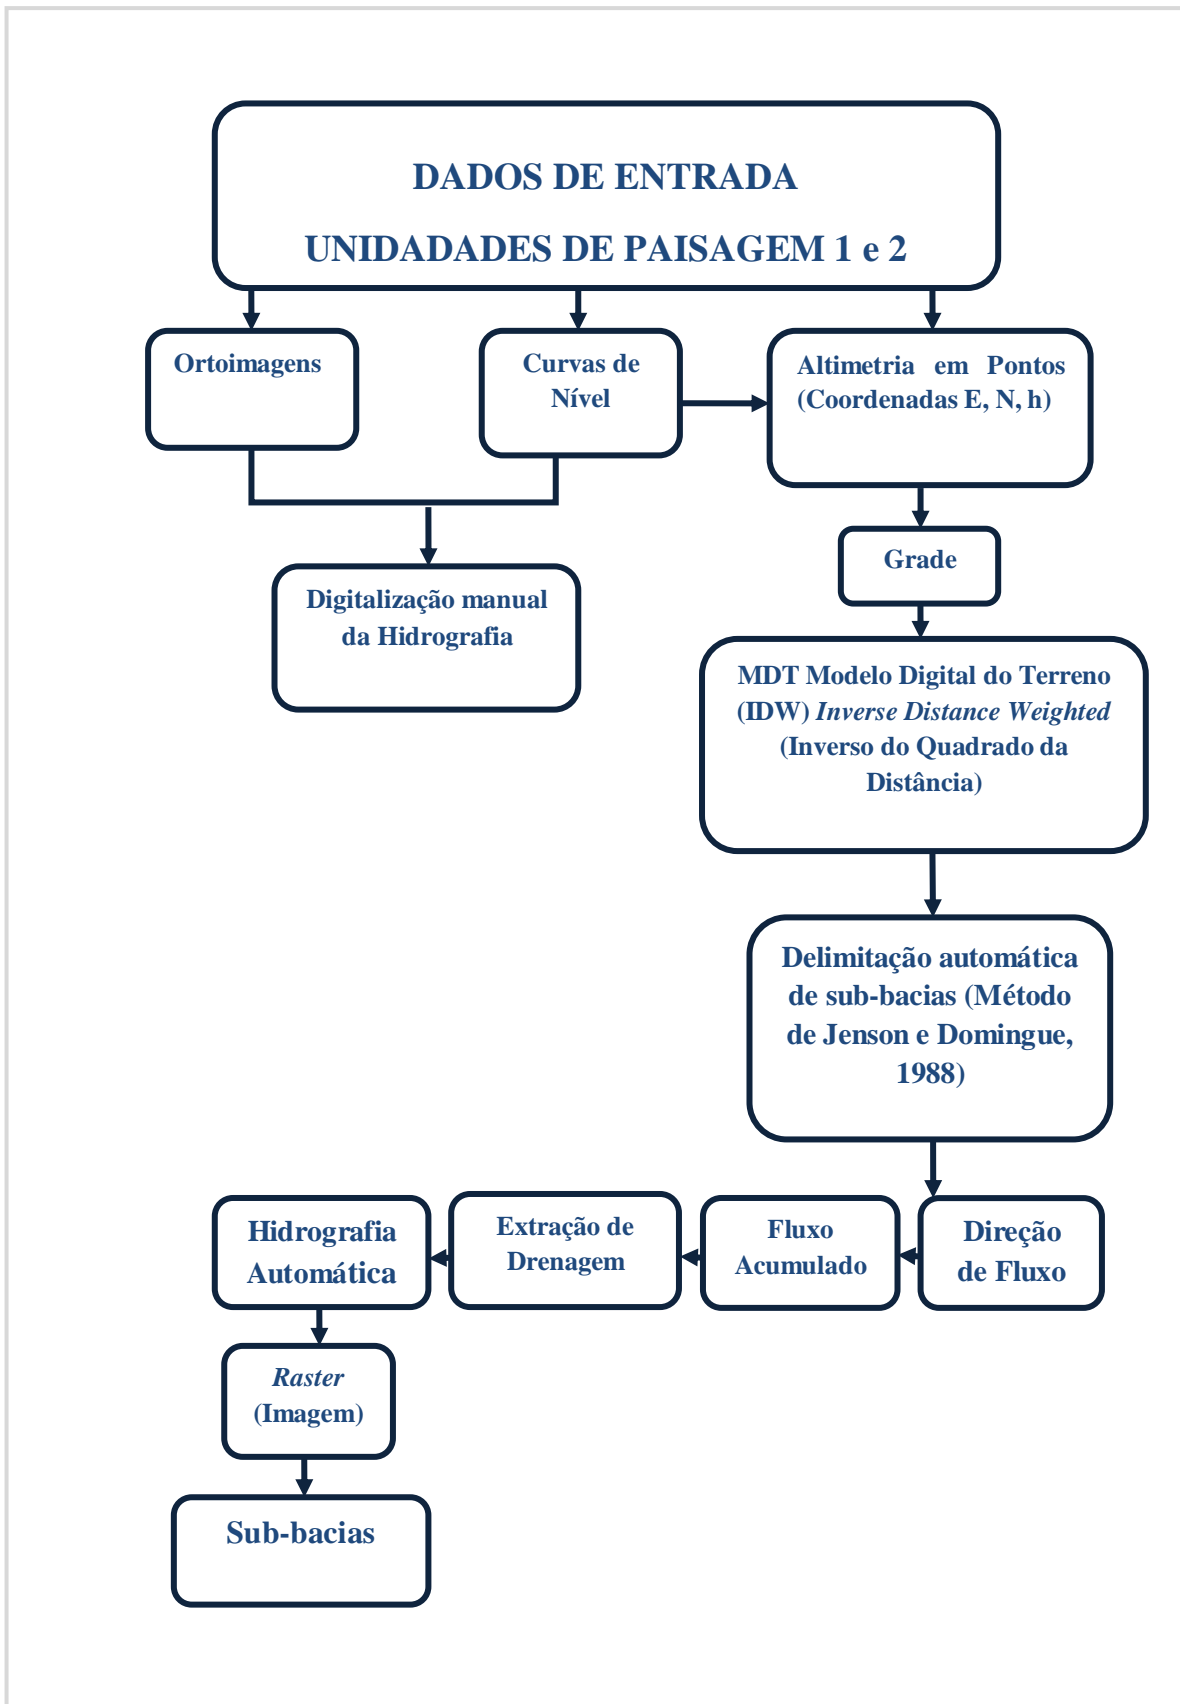 DADOS DE ENTRADA
UNIDADADES DE PAISAGEM 1 e 2
Ortoimagens
Curvas de
Nível
Altimetria em Pontos
(Coordenadas E, N, h)
Grade
Digitalização manual
da Hidrografia
MDT Modelo Digital do Terreno
(IDW) Inverse Distance Weighted
(Inverso do Quadrado da
Distância)
Delimitação automática
de sub-bacias (Método
de Jenson e Domingue,
1988)
Direção
de Fluxo
Fluxo
Acumulado
Extração de
Drenagem
Hidrografia
Automática
Raster
(Imagem)
Sub-bacias